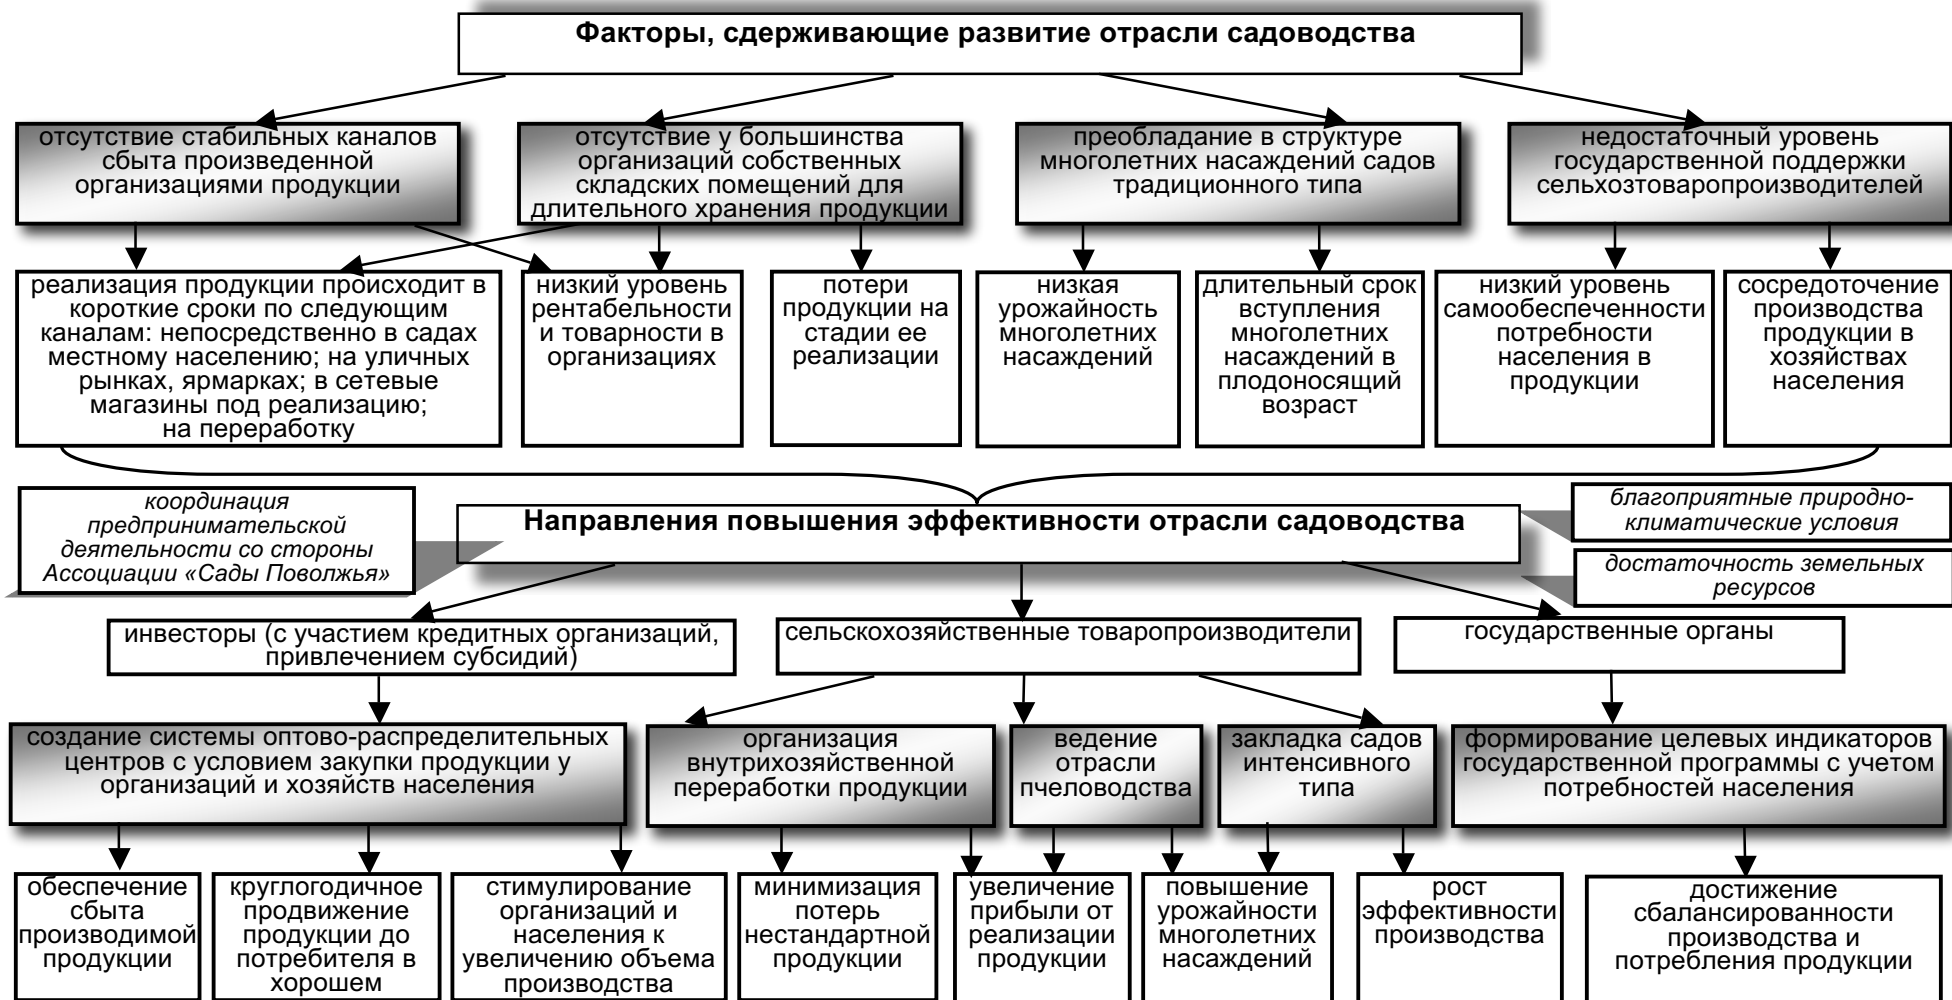 Факторы, сдерживающие развитие отрасли садоводства
отсутствие стабильных каналов
сбыта произведенной
организациями продукции
отсутствие у большинства
организаций собственных
складских помещений для
длительного хранения продукции
преобладание в структуре
многолетних насаждений садов
традиционного типа
недостаточный уровень
государственной поддержки
сельхозтоваропроизводителей
реализация продукции происходит в
короткие сроки по следующим
каналам: непосредственно в садах
местному населению; на уличных
рынках, ярмарках; в сетевые
магазины под реализацию;
на переработку
низкий уровень
рентабельности
и товарности в
организациях
потери
продукции на
стадии ее
реализации
низкая
урожайность
многолетних
насаждений
длительный срок
вступления
многолетних
насаждений в
плодоносящий
возраст
низкий уровень
самообеспеченности
потребности
населения в
продукции
сосредоточение
производства
продукции в
хозяйствах
населения
координация
предпринимательской
деятельности со стороны
Ассоциации «Сады Поволжья»
Направления повышения эффективности отрасли садоводства
благоприятные природно-
климатические условия
достаточность земельных
ресурсов
инвесторы (с участием кредитных организаций,
привлечением субсидий)
сельскохозяйственные товаропроизводители
государственные органы
создание системы оптово-распределительных
центров с условием закупки продукции у
организаций и хозяйств населения
организация
внутрихозяйственной
переработки продукции
ведение
отрасли
пчеловодства
закладка садов
интенсивного
типа
формирование целевых индикаторов
государственной программы с учетом
потребностей населения
обеспечение
сбыта
производимой
продукции
круглогодичное
продвижение
продукции до
потребителя в
хорошем
стимулирование
организаций и
населения к
увеличению объема
производства
минимизация
потерь
нестандартной
продукции
увеличение
прибыли от
реализации
продукции
повышение
урожайности
многолетних
насаждений
рост
эффективности
производства
достижение
сбалансированности
производства и
потребления продукции